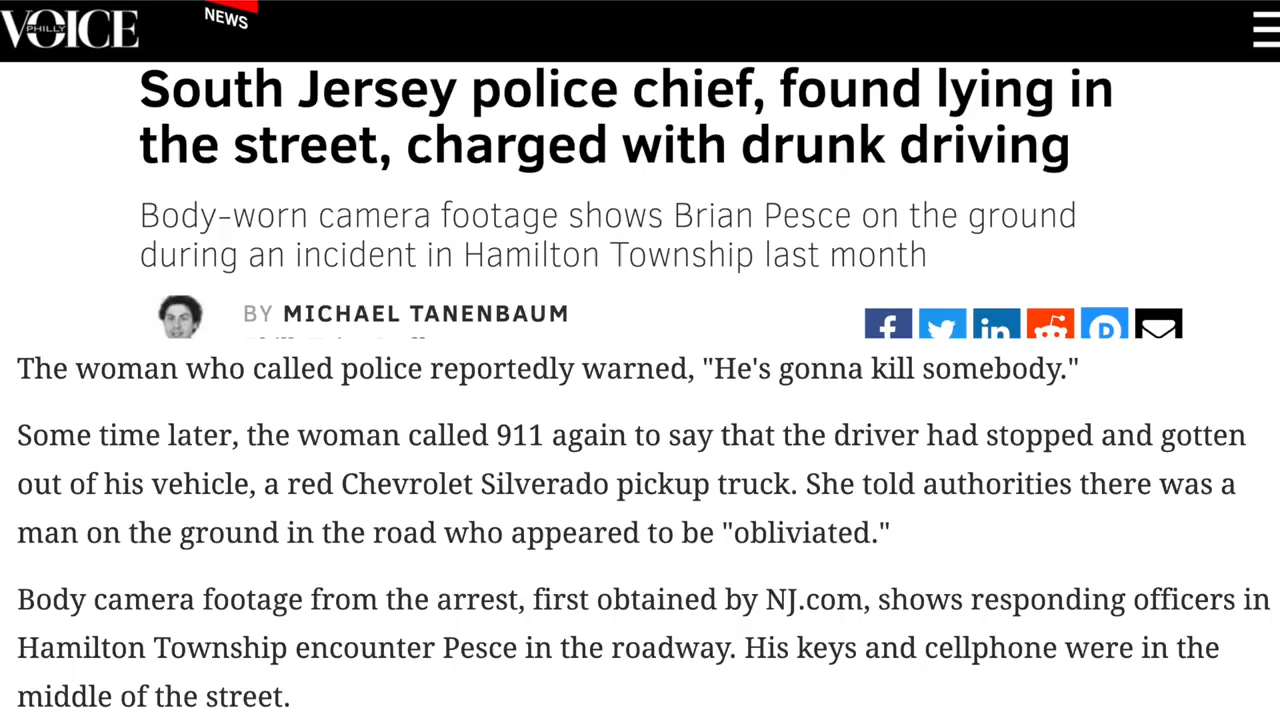 VOICE
PHILLY
NEWS
South Jersey police chief, found lying in
the street, charged with drunk driving
Body-worn camera footage shows Brian Pesce on the ground
during an incident in Hamilton Township last month
BY MICHAEL TANENBAUM
The woman who called police reportedly warned, "He's gonna kill somebody."
Some time later, the woman called 911 again to say that the driver had stopped and gotten
out of his vehicle, a red Chevrolet Silverado pickup truck. She told authorities there was a
man on the ground in the road who appeared to be "obliviated."
Body camera footage from the arrest, first obtained by NJ.com, shows responding officers in
Hamilton Township encounter Pesce in the roadway. His keys and cellphone were in the
middle of the street.